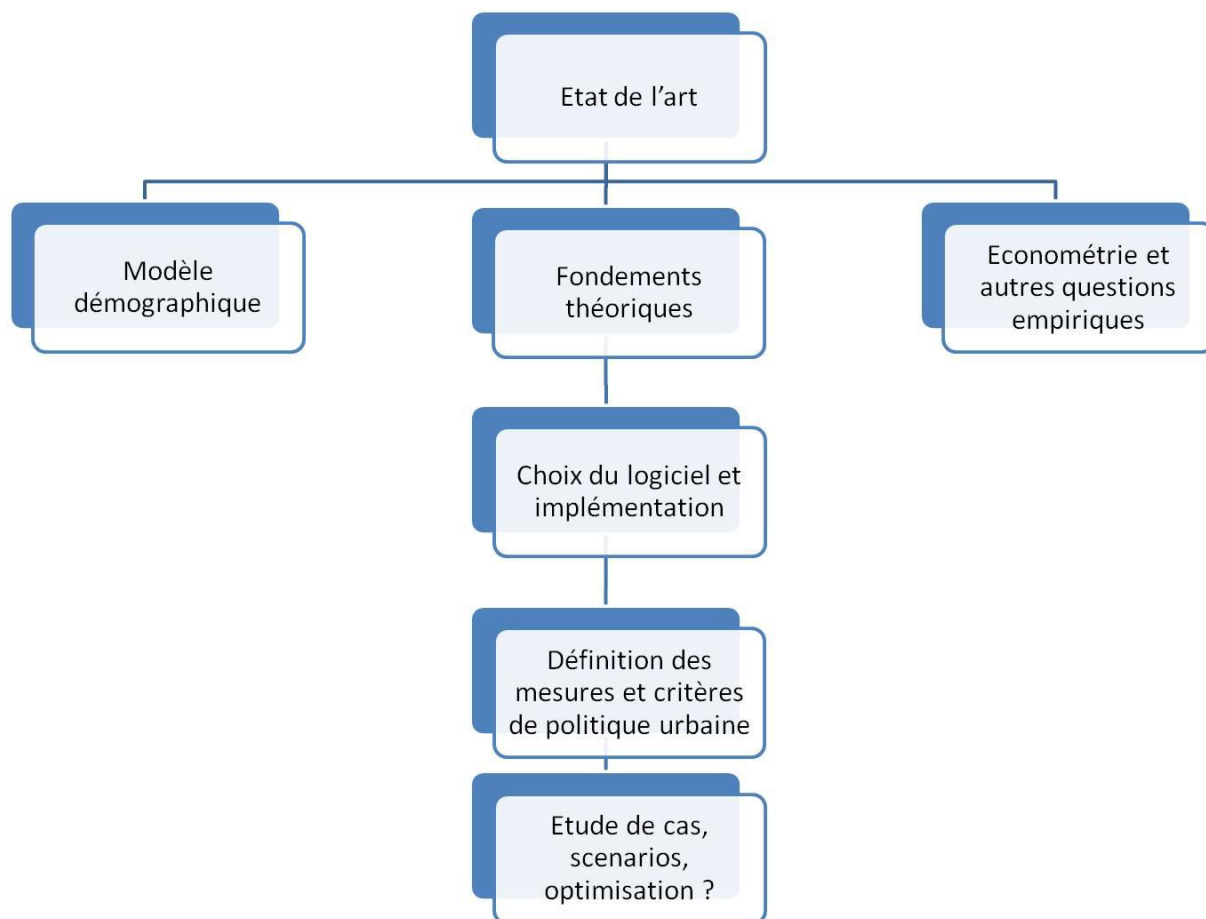 Etat de l’art
Modèle
démographique
Fondements
théoriques
Econométrie et
autres questions
empiriques
Choix du logiciel et
implémentation
Définition des
mesures et critères
de politique urbaine
Etude de cas,
scenarios,
optimisation ?